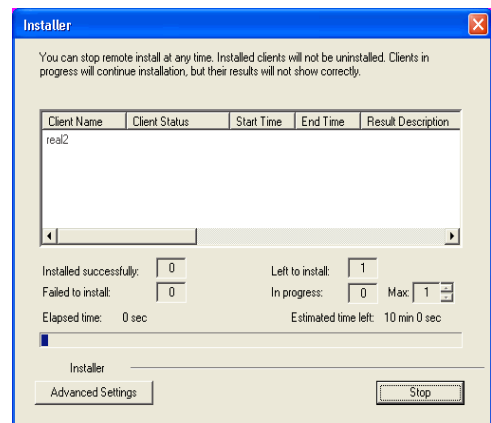 Installer
You can stop remote install at any time. Installed clients will not be uninstalled. Clients in
progress will continue installation, but their results will not show correctly.
Client Name Client Status Start Time End Time Result Description
real2
Installed successfully: 0 Left to install: 1
Failed to install: 0 In progress: 0 Max: 1
Elapsed time: 0 sec Estimated time left: 10 min 0 sec
Installer
Advanced Settings Stop